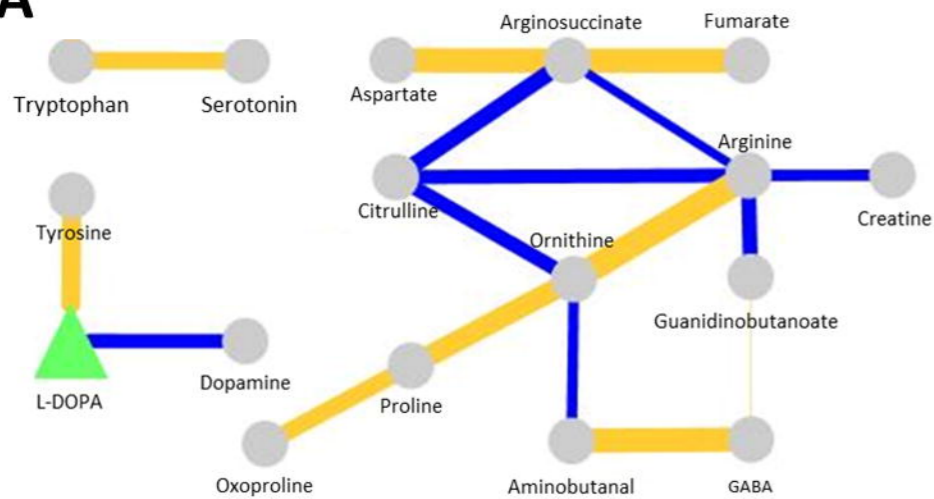 A
Arginosuccinate
Fumarate
Tryptophan
Serotonin
Aspartate
Arginine
Tyrosine
Citrulline
Creatine
Ornithine
Guanidinobutanoate
Dopamine
L-DOPA
Proline
Oxoproline
Aminobutanal
GABA